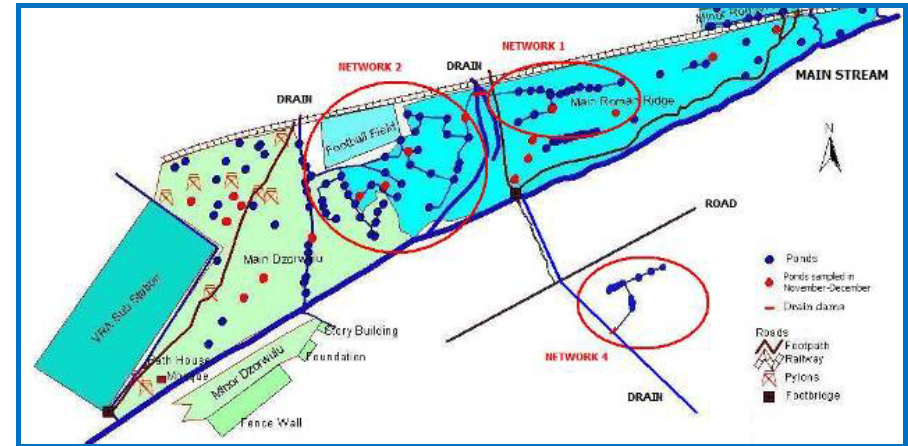 NETWORK 1
NETWORK 2
DRAIN
DRAIN
MAIN STREAM
Main Roman Ridge
Football Field
N
ROAD
Ponds
Ponds sampled in
November-December
Drain dams
Roads
Footpath
Railway
Pylons
Footbridge
Main Dzorwulu
VRA Sub Station
Bath House
Mosque
Story Building
Foundation
Minor Dzorwulu
Fence Wall
NETWORK 4
DRAIN